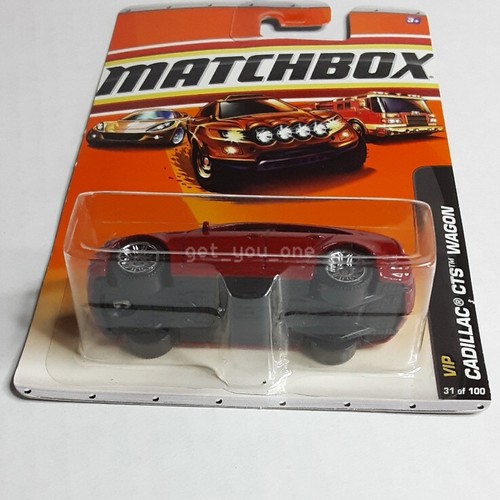 3+
MATCHBOX
get_you_one
VIP
CADILLAC® CTS™ WAGON
31 of 100